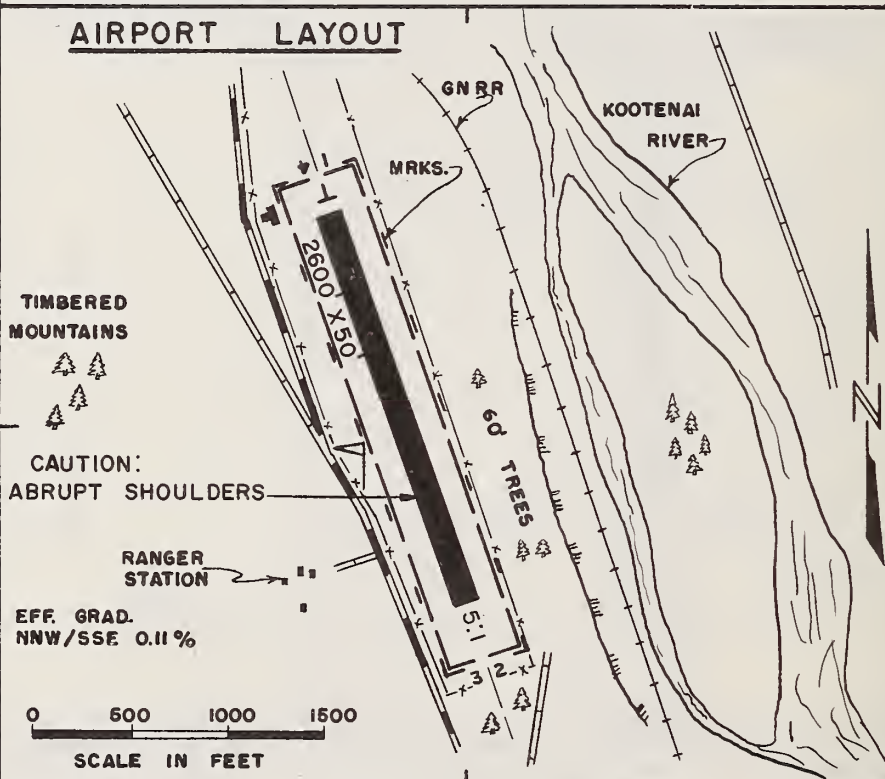 AIRPORT LAYOUT
GN RR
KOOTENAI
RIVER
MRKS.
2600' X 50'
TIMBERED
MOUNTAINS
60' TREES
N
CAUTION:
ABRUPT SHOULDERS
RANGER
STATION
5:1
EFF. GRAD.
NNW/SSE 0.11%
3 2
0 500 1000 1500
SCALE IN FEET